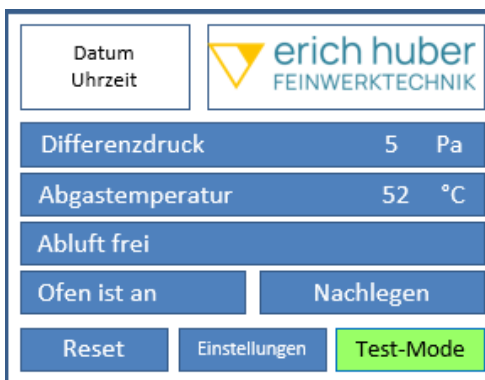 Datum
Uhrzeit
erich huber
FEINWERKTECHNIK
Differenzdruck 5 Pa
Abgastemperatur 52 °C
Abluft frei
Ofen ist an
Nachlegen
Reset
Einstellungen
Test-Mode